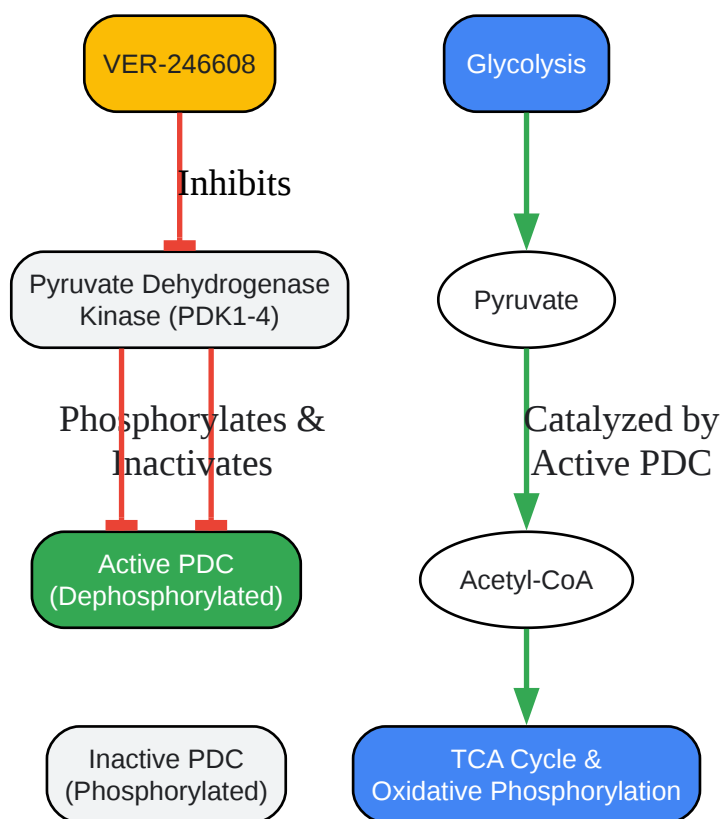 VER-246608
Glycolysis
Inhibits
Pyruvate Dehydrogenase
Kinase (PDK1-4)
Pyruvate
Phosphorylates &
Inactivates
Catalyzed by
Active PDC
Active PDC
(Dephosphorylated)
Acetyl-CoA
Inactive PDC
(Phosphorylated)
TCA Cycle &
Oxidative Phosphorylation